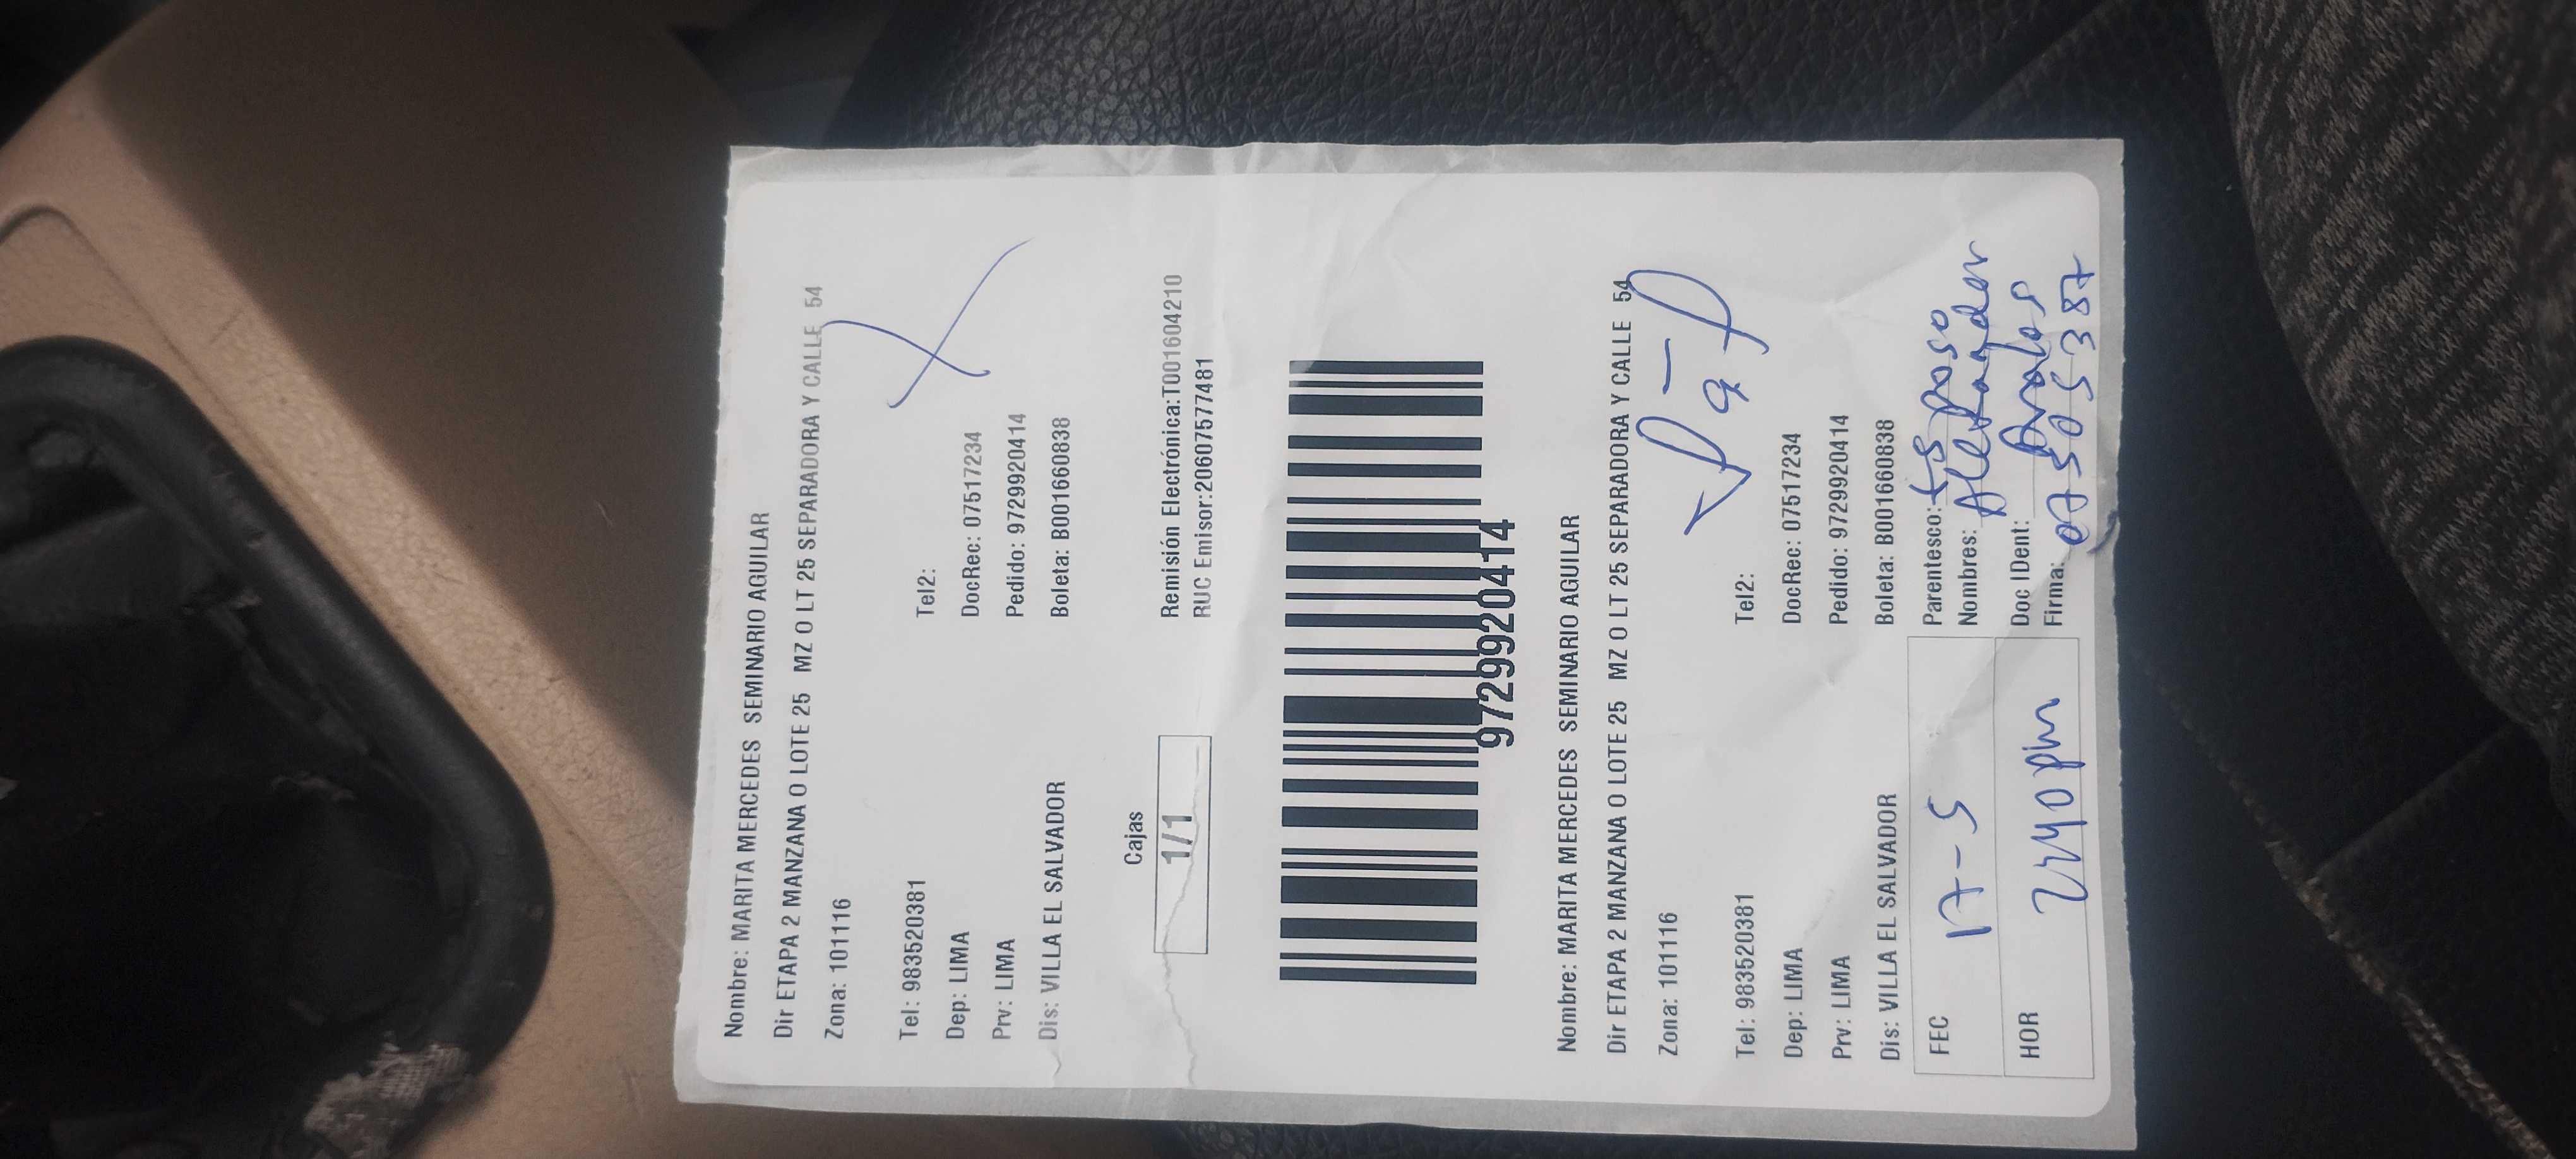 Nombre: MARITA MERCEDES SEMINARIO AGUILAR
Dir ETAPA 2 MANZANA O LOTE 25 MZ O LT 25 SEPARADORA Y CALLE 54
Zona: 101116
Tel: 983520381 Tel2:
Dep: LIMA DocRec: 07517234
Prv: LIMA Pedido: 9729920414
Dis: VILLA EL SALVADOR Boleta: B001660838
Cajas
1/1
Remisión Electrónica:T001604210
RUC Emisor:20607577481
9729920414
Nombre: MARITA MERCEDES SEMINARIO AGUILAR
Dir ETAPA 2 MANZANA O LOTE 25 MZ O LT 25 SEPARADORA Y CALLE 54
Zona: 101116
Tel: 983520381 Tel2:
Dep: LIMA DocRec: 07517234
Prv: LIMA Pedido: 9729920414
Dis: VILLA EL SALVADOR Boleta: B001660838
FEC 17-5
HOR 2:40 pm
Parentesco: Esposo
Nombres: Alexander
Doc IDent:
Firma: 07505387